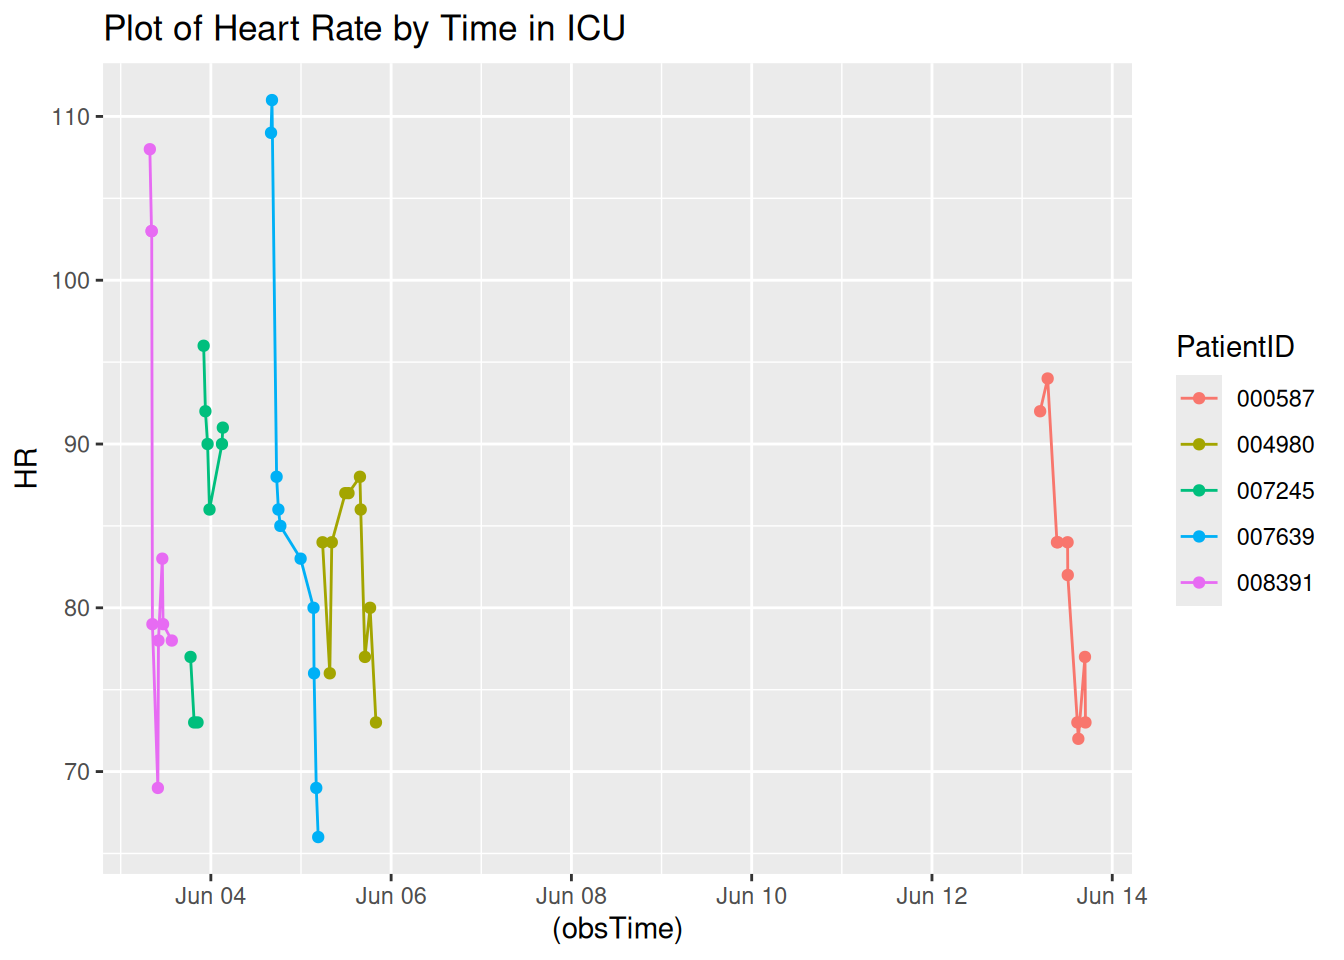 Plot of Heart Rate by Time in ICU
HR
110
100
90
80
70
Jun 04
Jun 06
Jun 08
Jun 10
Jun 12
Jun 14
(obsTime)
PatientID
000587
004980
007245
007639
008391